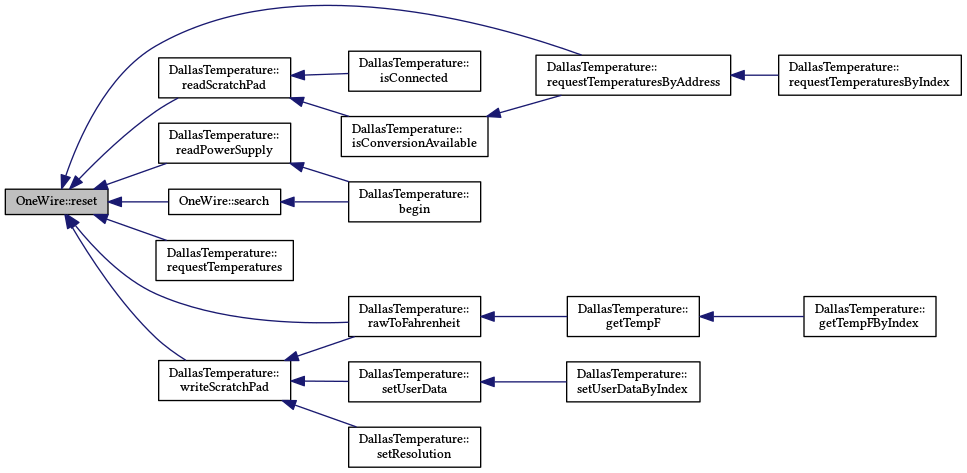 DallasTemperature::
readScratchPad
DallasTemperature::
isConnected
DallasTemperature::
requestTemperaturesByAddress
DallasTemperature::
requestTemperaturesByIndex
DallasTemperature::
isConversionAvailable
DallasTemperature::
readPowerSupply
OneWire::reset
OneWire::search
DallasTemperature::
begin
DallasTemperature::
requestTemperatures
DallasTemperature::
rawToFahrenheit
DallasTemperature::
getTempF
DallasTemperature::
getTempFByIndex
DallasTemperature::
writeScratchPad
DallasTemperature::
setUserData
DallasTemperature::
setUserDataByIndex
DallasTemperature::
setResolution